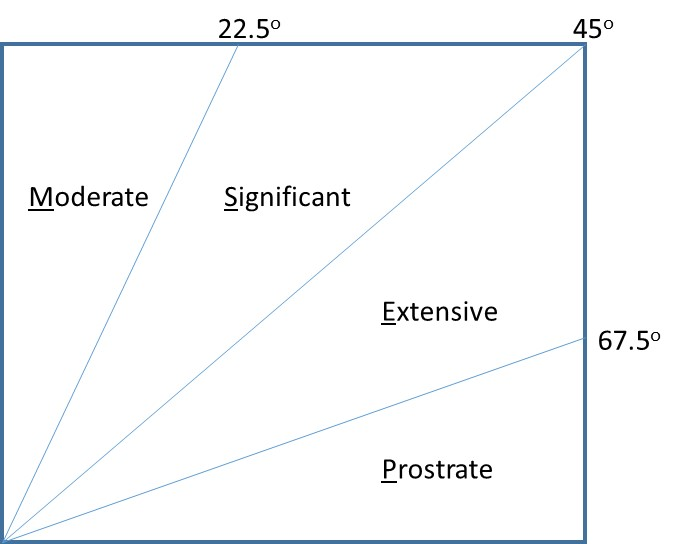 22.5º 45º
Moderate Significant
Extensive
67.5º
Prostrate